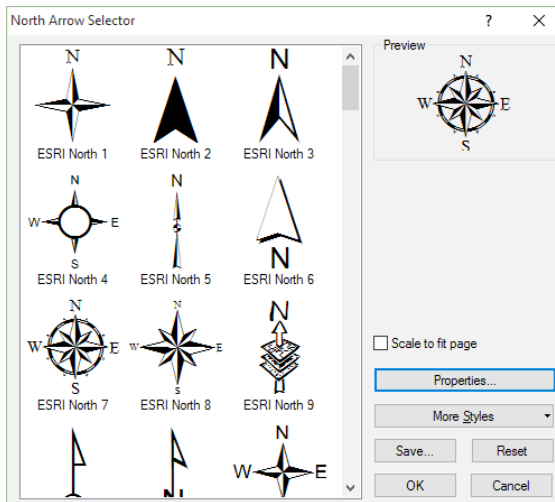 North Arrow Selector
?
N N N
ESRI North 1 ESRI North 2 ESRI North 3
N N
W E
S N
ESRI North 4 ESRI North 5 ESRI North 6
N N N
W E W E
S S
ESRI North 7 ESRI North 8 ESRI North 9
N
W E
N
Preview
N
W E
S
Scale to fit page
Properties...
More Styles
Save... Reset
OK Cancel